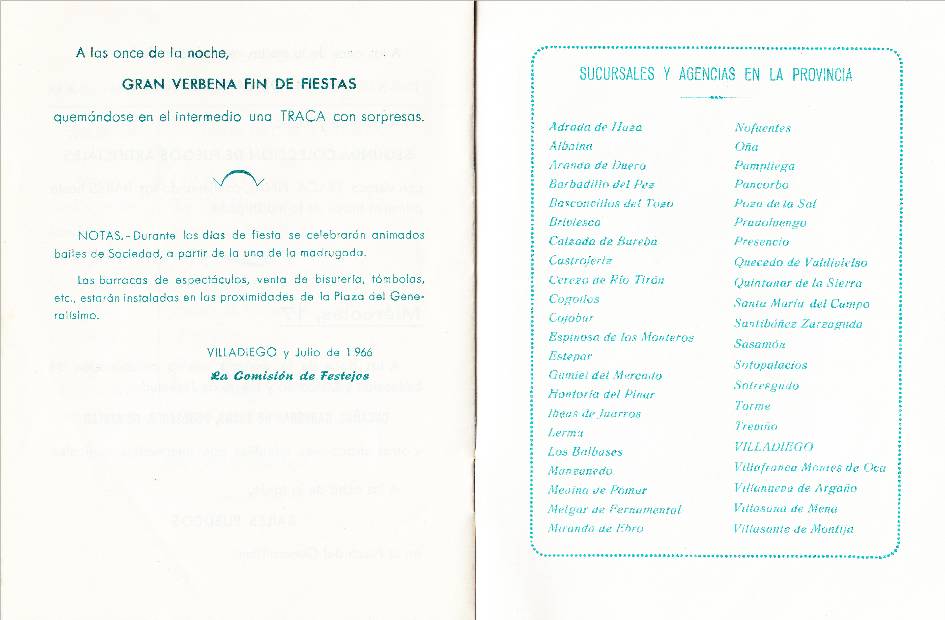 A las once de la noche,
GRAN VERBENA FIN DE FIESTAS
quemándose en el intermedio una TRACA con sorpresas.
NOTAS.-Durante los días de fiesta se celebrarán animados
bailes de Sociedad, a partir de la una de la madrugada.
Las barracas de espectáculos, venta de bisutería, tómbolas,
etc., estarán instaladas en las proximidades de la Plaza del Gene-
ralísimo.
VILLADIEGO y Julio de 1.966
La Comisión de Festejos
SUCURSALES Y AGENCIAS EN LA PROVINCIA
Adrada de Haza
Albaina
Aranda de Duero
Barbadillo del Pez
Basconcillos del Tozo
Briviesca
Calzada de Bureba
Castrojeriz
Cerezo de Río Tirón
Cogollos
Cojobar
Espinosa de los Monteros
Estepar
Gumiel del Mercado
Hontoria del Pinar
Ibeas de Juarros
Lerma
Los Balbases
Manzanedo
Medina de Pomar
Melgar de Fernamental
Miranda de Ebro
Nofuentes
Oña
Pampliega
Pancorbo
Poza de la Sal
Pradoluengo
Presencio
Quecedo de Valdivielso
Quintanar de la Sierra
Santa María del Campo
Santibáñez Zarzaguda
Sasamón
Sotopalacios
Sotresgudo
Torme
Treviño
VILLADIEGO
Villafranca Montes de Oca
Villanueva de Argaño
Villasana de Mena
Villasante de Montija